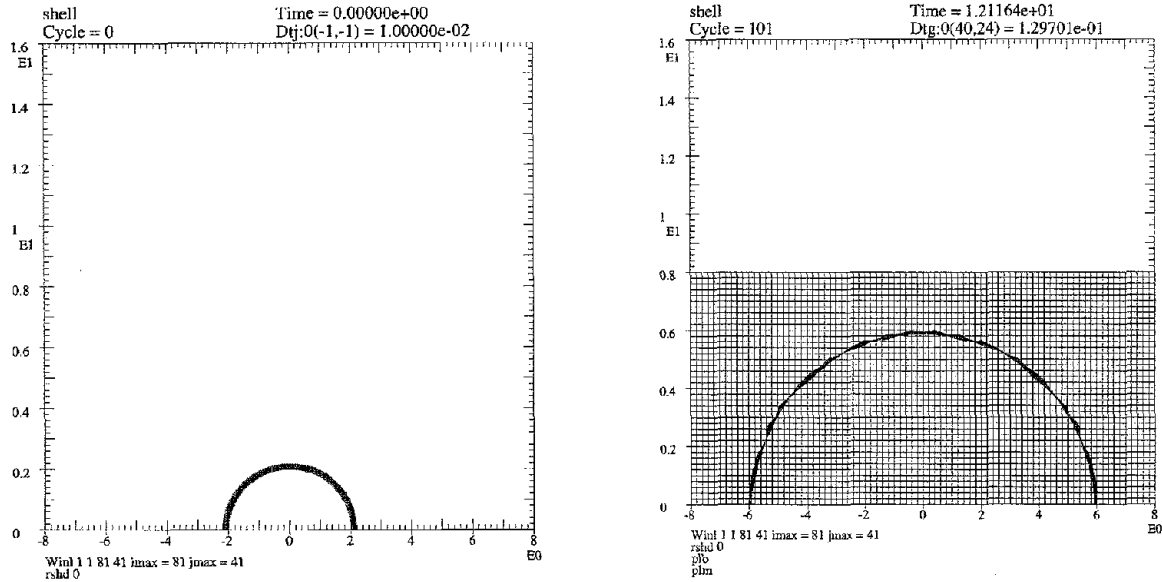 shell
Time = 0.00000e+00
Cycle = 0
Dtj:0(-1,-1) = 1.00000e-02
1.6
E1
1.4
1.2
1
E1
0.8
0.6
0.4
0.2
0
-8 -6 -4 -2 0 2 4 6 8
E0
Winl 1 1 81 41 imax = 81 jmax = 41
rshd 0
shell
Time = 1.21164e+01
Cycle = 101
Dtg:0(40,24) = 1.29701e-01
1.6
E1
1.4
1.2
1
E1
0.8
0.6
0.4
0.2
0
-8 -6 -4 -2 0 2 4 6 8
E0
Winl 1 1 81 41 imax = 81 jmax = 41
rshd 0
plb
plm